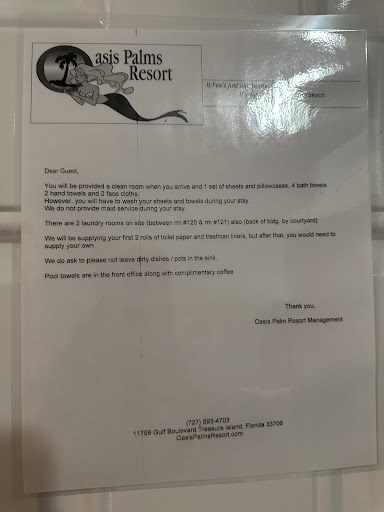 Oasis Palms
Resort
It Feels just like home
beach.
Dear Guest,
You will be provided a clean room when you arrive and 1 set of sheets and pillowcases, 4 bath towels
2 hand towels and 2 face cloths.
However, you will have to wash your sheets and towels during your stay.
We do not provide maid service during your stay.
There are 2 laundry rooms on site (between rm #120 & rm #121) also (back of bldg. by courtyard)
We will be supplying your first 2 rolls of toilet paper and trashcan liners, but after that, you would need to
supply your own.
We do ask to please not leave dirty dishes / pots in the sink.
Pool towels are in the front office along with complimentary coffee
Thank you,
Oasis Palm Resort Management
(727) 593-4703
11799 Gulf Boulevard Treasure Island, Florida 33706
OasisPalmsResort.com